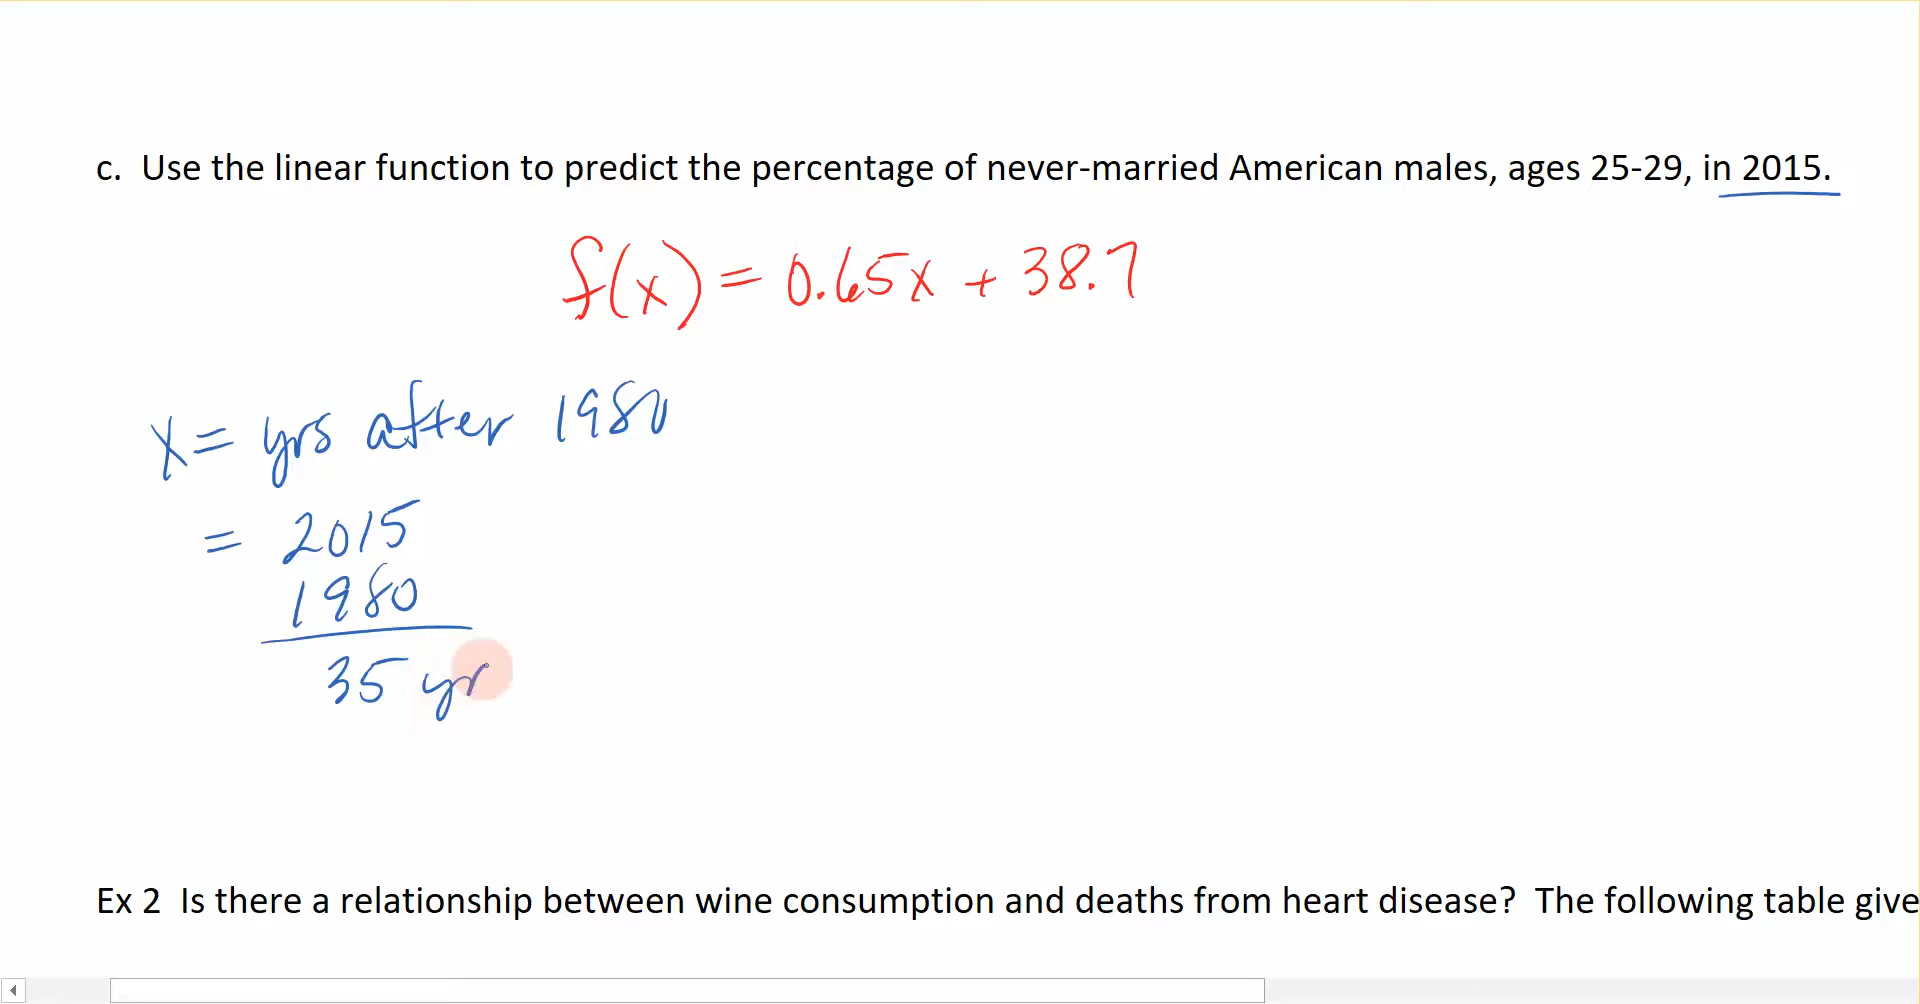 c. Use the linear function to predict the percentage of never-married American males, ages 25-29, in 2015.
f(x) = 0.65x + 38.7
x = yrs after 1980
= 2015
1980
35 yr
Ex 2 Is there a relationship between wine consumption and deaths from heart disease? The following table give